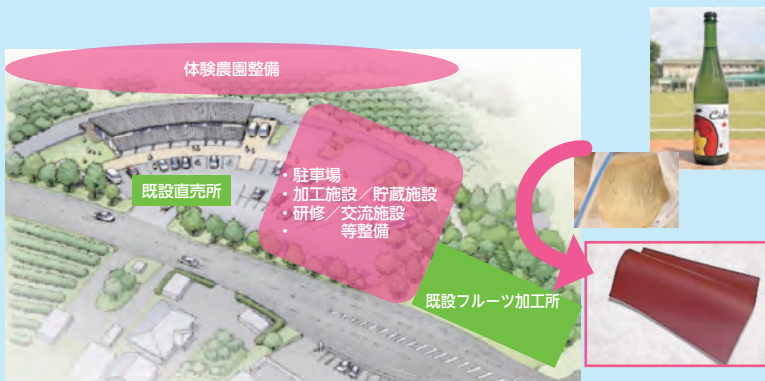 体験農園整備
既設直売所
・駐車場
・加工施設／貯蔵施設
・研修／交流施設
・　　　等整備
既設フルーツ加工所